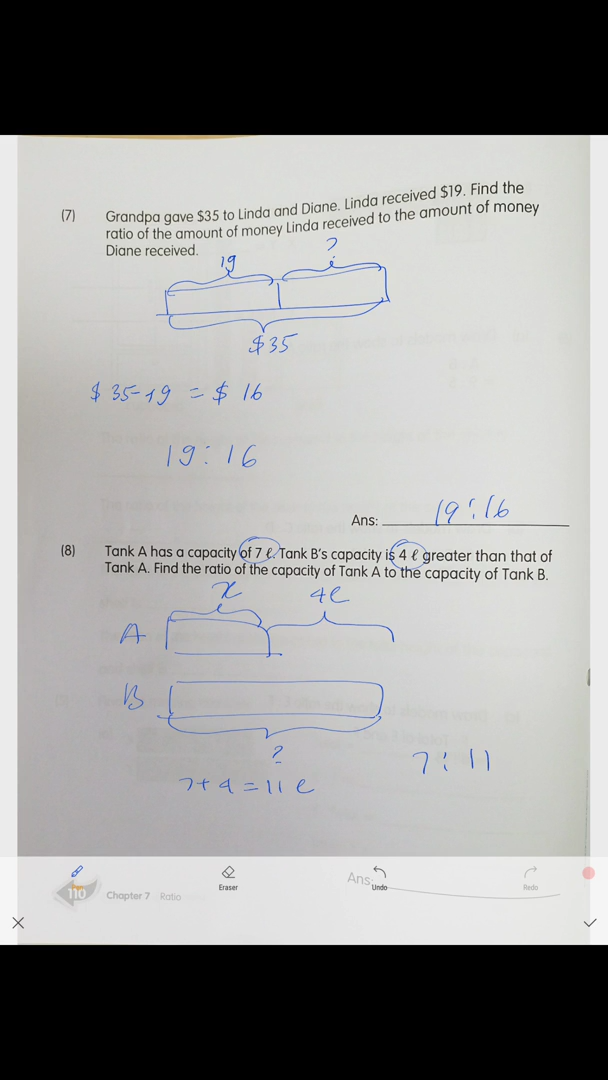 (7) Grandpa gave $35 to Linda and Diane. Linda received $19. Find the
ratio of the amount of money Linda received to the amount of money
Diane received.
19 ?
$35
$ 35-19 = $ 16
19:16
Ans: 19:16
(8) Tank A has a capacity of 7 ℓ. Tank B's capacity is 4 ℓ greater than that of
Tank A. Find the ratio of the capacity of Tank A to the capacity of Tank B.
x 4ℓ
A
B
?
7+4=11ℓ
7:11
Ans:
Eraser
Undo
Redo
110 Chapter 7 Ratio